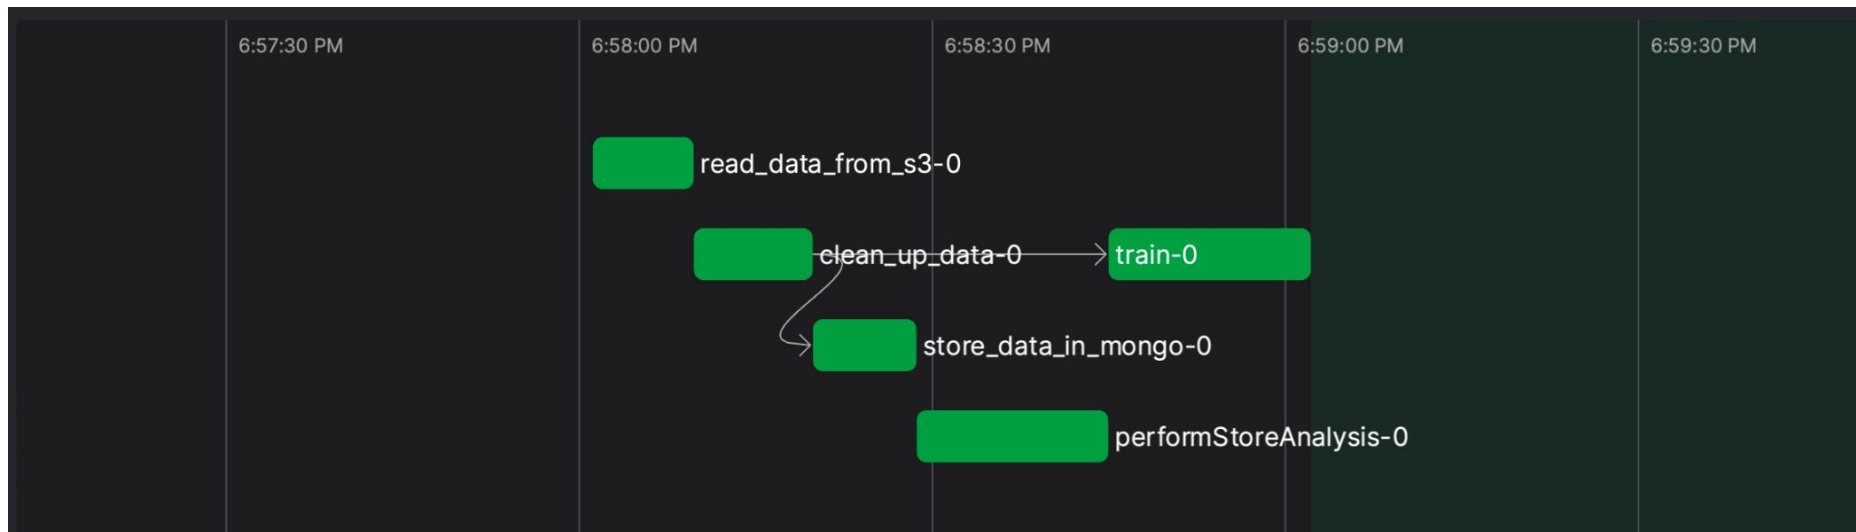 6:57:30 PM 6:58:00 PM 6:58:30 PM 6:59:00 PM 6:59:30 PM
read_data_from_s3-0
clean_up_data-0 train-0
store_data_in_mongo-0
performStoreAnalysis-0